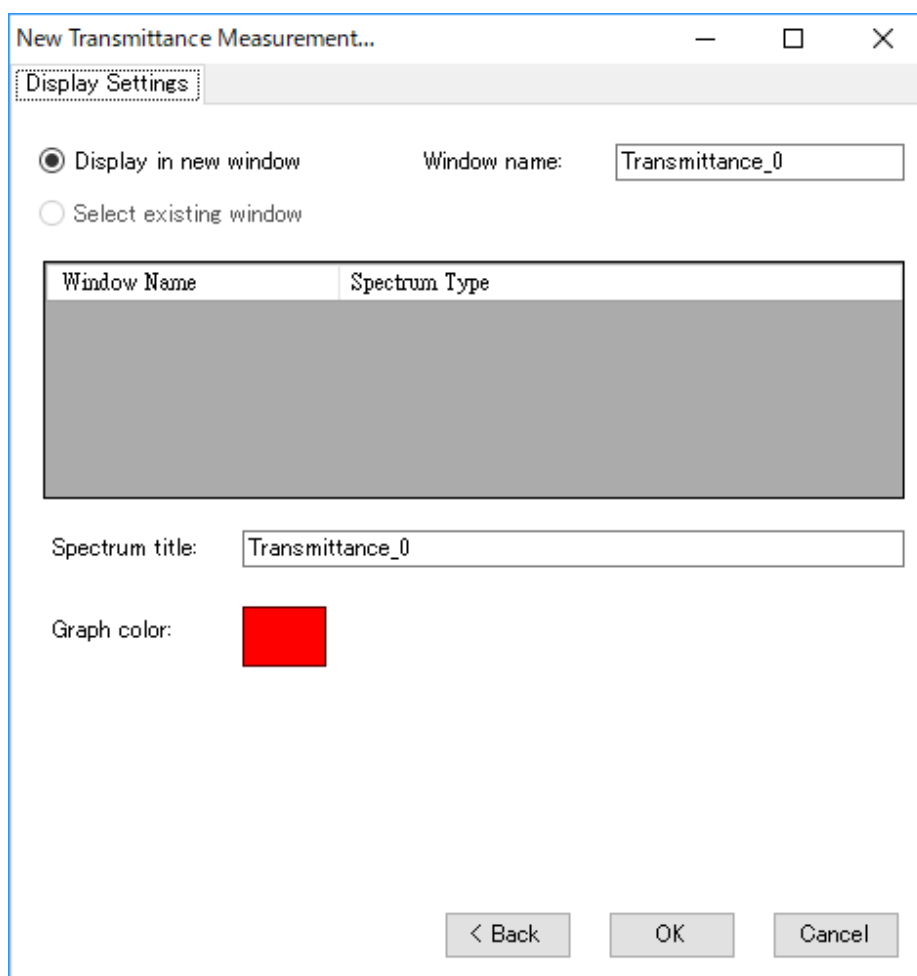 New Transmittance Measurement...
Display Settings
Display in new window Window name: Transmittance_0
Select existing window
Window Name Spectrum Type
Spectrum title: Transmittance_0
Graph color:
< Back OK Cancel